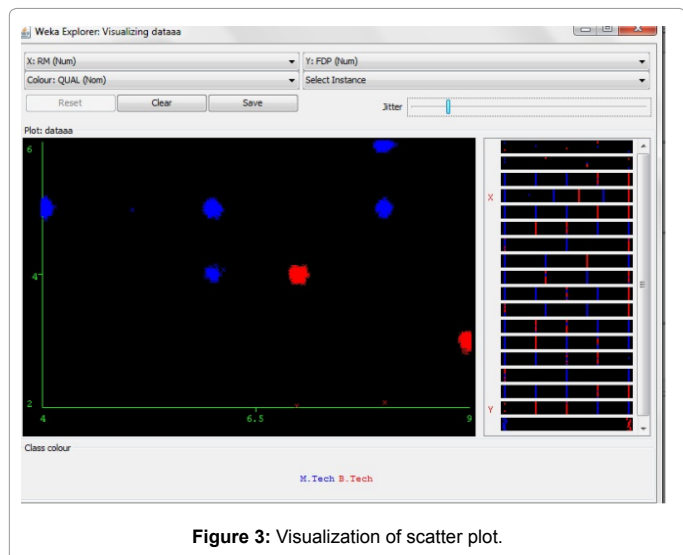 Weka Explorer: Visualizing dataaa
X: RM (Num) Y: FDP (Num)
Colour: QUAL (Nom) Select Instance
Reset Clear Save Jitter
Plot: dataaa
6
X
4
2 Y
4 6.5 9
Class colour
M.Tech B.Tech
Figure 3: Visualization of scatter plot.